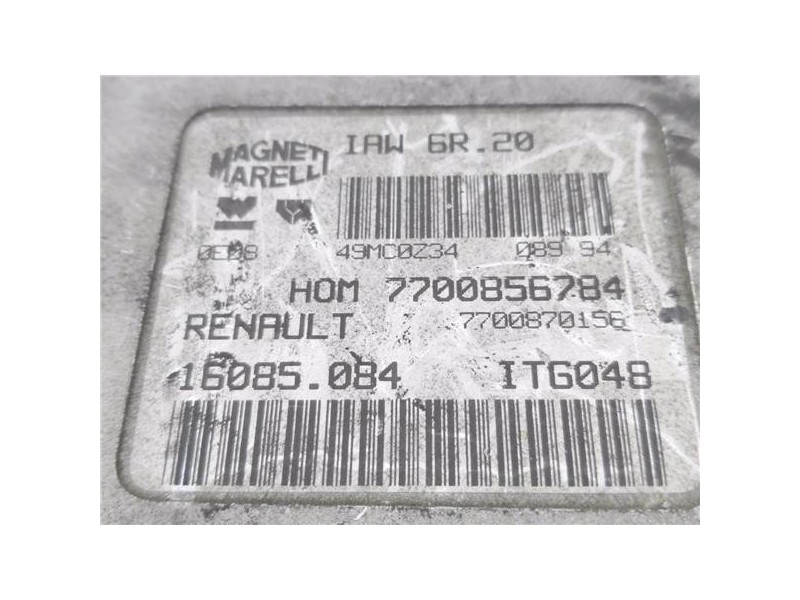 MAGNETI
MARELLI
IAW 6R.20
0E08 49MC0Z34 089 94
HOM 7700856784
RENAULT 7700870156
16085.084 ITG048